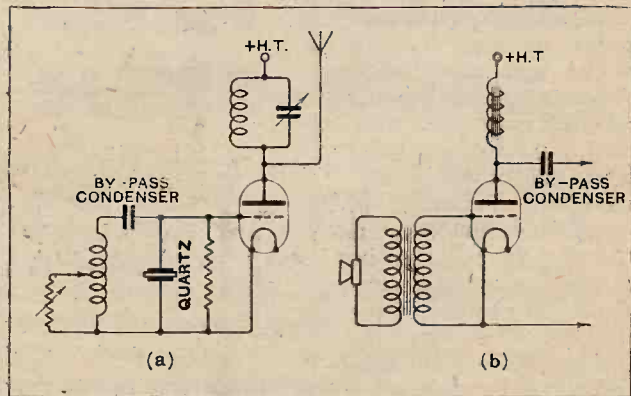 +H.T.
BY-PASS
CONDENSER
QUARTZ
(a)
+H.T
BY-PASS
CONDENSER
(b)